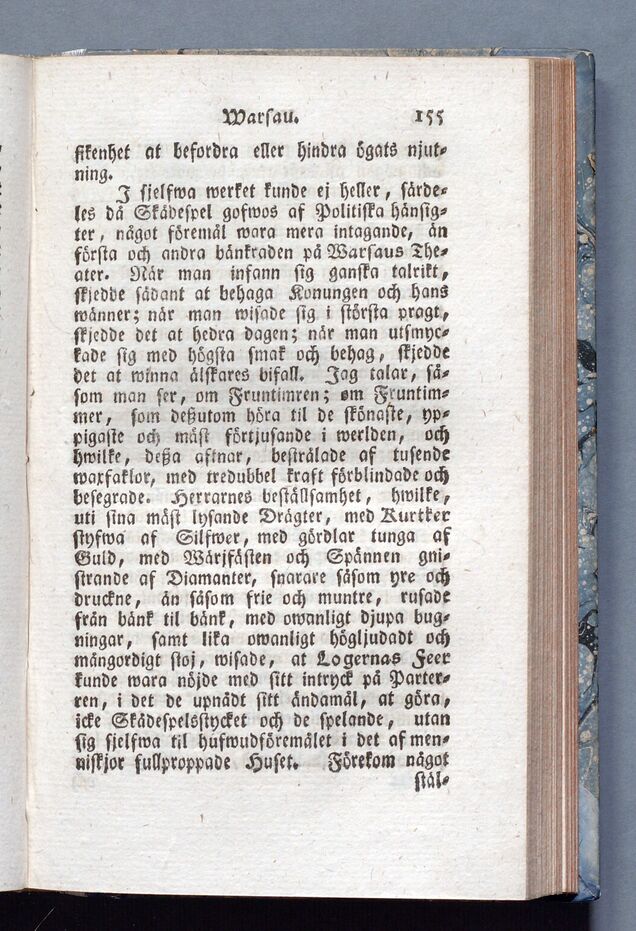 Warsau. 155
fikenhet at befordra eller hindra ögats njut-
ning.
I sjelfwa werket kunde ej heller, särde-
les då Skådespel gofwos af Politiska hänsig-
ter, något föremål wara mera intagande, än
första och andra bänkraden på Warsaus The-
ater. När man infann sig ganska talrikt,
skjedde sådant at behaga Konungen och hans
wänner; när man wisade sig i största pragt,
skjedde det at hedra dagen; när man utsmyc-
kade sig med högsta smak och behag, skjedde
det at winna älskares bifall. Jag talar, så-
som man ser, om Fruntimren; om Fruntim-
mer, som deßutom höra til de skönaste, yp-
pigaste och mäst förtjusande i werlden, och
hwilke, deßa aftnar, bestrålade af tusende
waxfaklor, med tredubbel kraft förblindade och
besegrade. Herrarnes beställsamhet, hwilke,
uti sina mäst lysande Drägter, med Kurtker
styfwa af Silfwer, med gördlar tunga af
Guld, med Wärjfästen och Spännen gni-
strande af Diamanter, snarare såsom yre och
druckne, än såsom frie och muntre, rusade
från bänk til bänk, med owanligt djupa bug-
ningar, samt lika owanligt högljudadt och
mångordigt stoj, wisade, at Logernas Feer
kunde wara nöjde med sitt intryck på Parter-
ren, i det de upnådt sitt ändamål, at göra,
icke Skådespelsstycket och de spelande, utan
sig sjelfwa til hufwudföremålet i det af men-
niskjor fullproppade Huset. Förekom något
stäl-